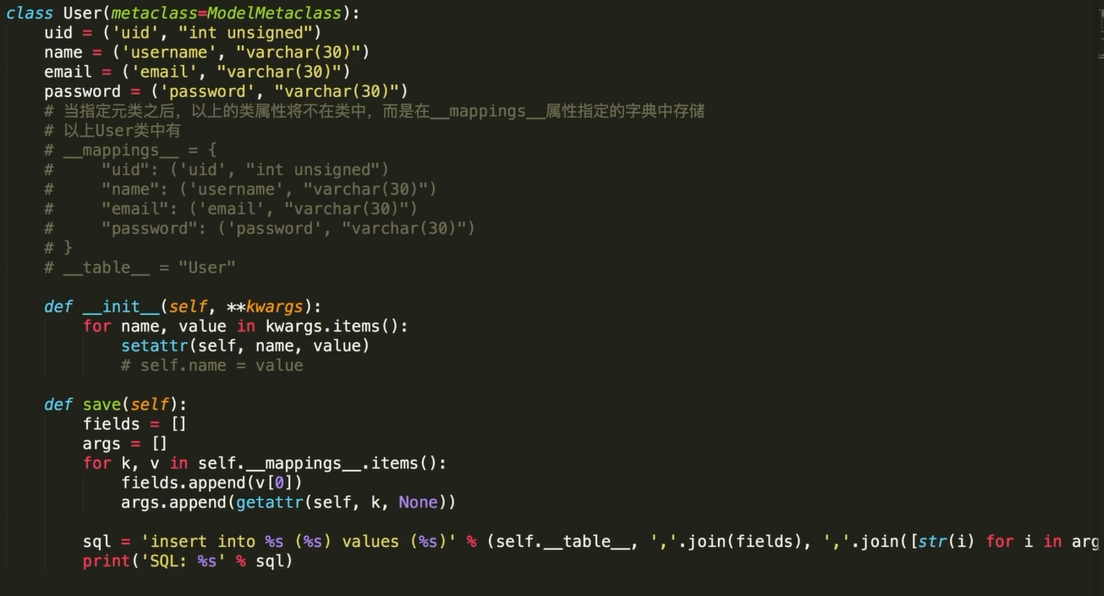 class User(metaclass=ModelMetaclass):
    uid = ('uid', "int unsigned")
    name = ('username', "varchar(30)")
    email = ('email', "varchar(30)")
    password = ('password', "varchar(30)")
    # 当指定元类之后，以上的类属性将不在类中，而是在__mappings__属性指定的字典中存储
    # 以上User类中有
    # __mappings__ = {
    #     "uid": ('uid', "int unsigned")
    #     "name": ('username', "varchar(30)")
    #     "email": ('email', "varchar(30)")
    #     "password": ('password', "varchar(30)")
    # }
    # __table__ = "User"

    def __init__(self, **kwargs):
        for name, value in kwargs.items():
            setattr(self, name, value)
            # self.name = value

    def save(self):
        fields = []
        args = []
        for k, v in self.__mappings__.items():
            fields.append(v[0])
            args.append(getattr(self, k, None))

        sql = 'insert into %s (%s) values (%s)' % (self.__table__, ','.join(fields), ','.join([str(i) for i in arg
        print('SQL: %s' % sql)